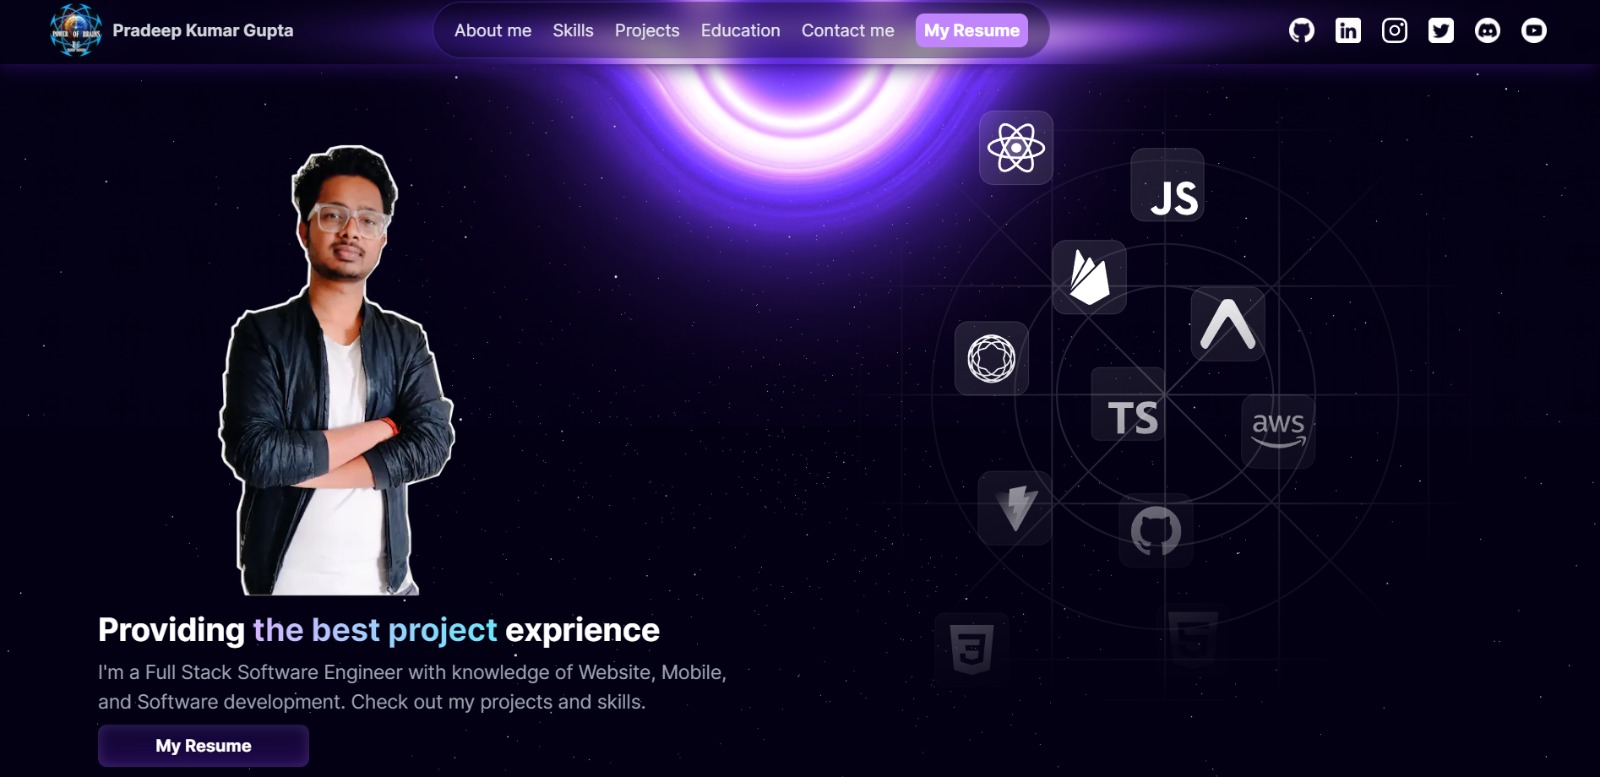 POWER OF BRAINS
Pradeep Kumar Gupta
About me Skills Projects Education Contact me My Resume
JS
TS
aws
Providing the best project exprience
I'm a Full Stack Software Engineer with knowledge of Website, Mobile,
and Software development. Check out my projects and skills.
My Resume